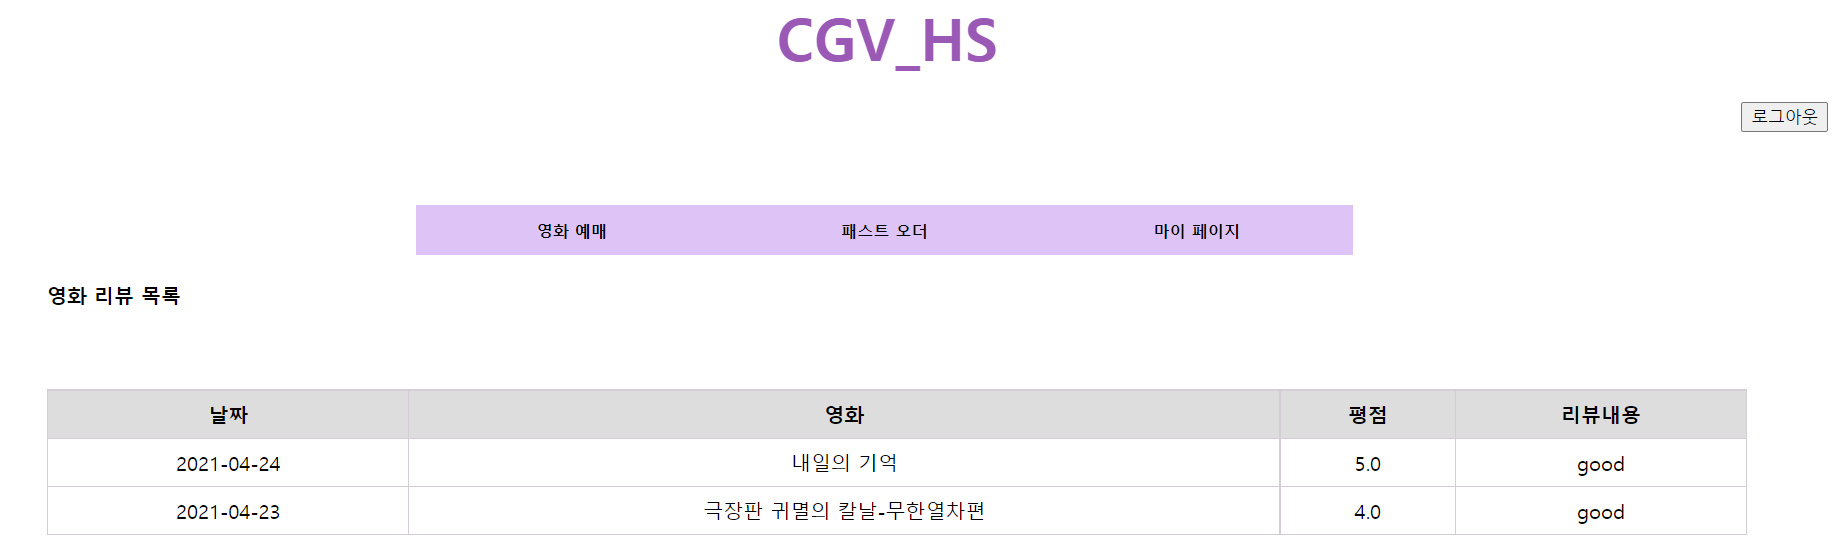 CGV_HS
로그아웃
영화 예매 패스트 오더 마이 페이지
영화 리뷰 목록
날짜 영화 평점 리뷰내용
2021-04-24 내일의 기억 5.0 good
2021-04-23 극장판 귀멸의 칼날-무한열차편 4.0 good